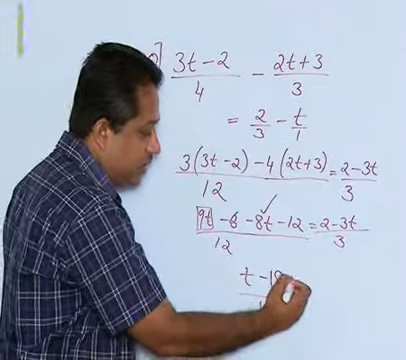 (3t - 2)/4 - (2t + 3)/3
= 2/3 - t/1
(3(3t - 2) - 4(2t + 3))/12 = (2 - 3t)/3
(9t - 6 - 8t - 12)/12 = (2 - 3t)/3
t - 18